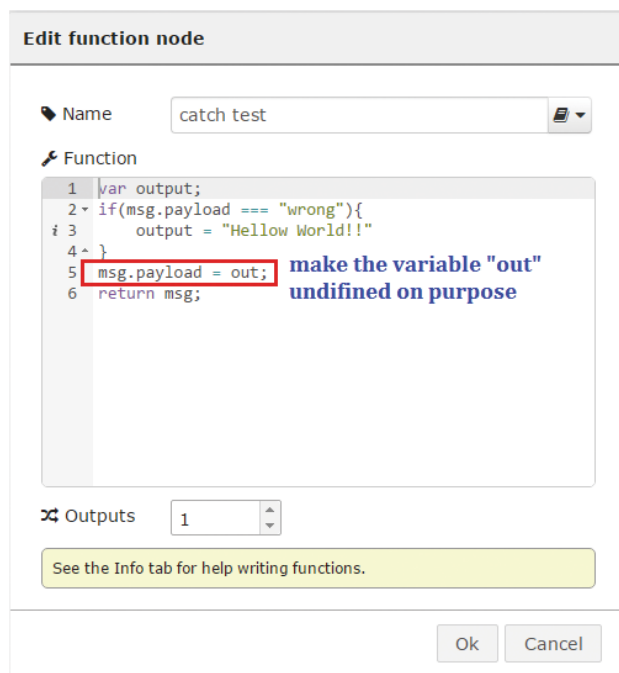 Edit function node
Name
catch test
Function
1 var output;
2 if(msg.payload === "wrong"){
i 3 output = "Hellow World!!"
4 }
5 msg.payload = out;
make the variable "out"
undifined on purpose
6 return msg;
Outputs
1
See the Info tab for help writing functions.
Ok
Cancel